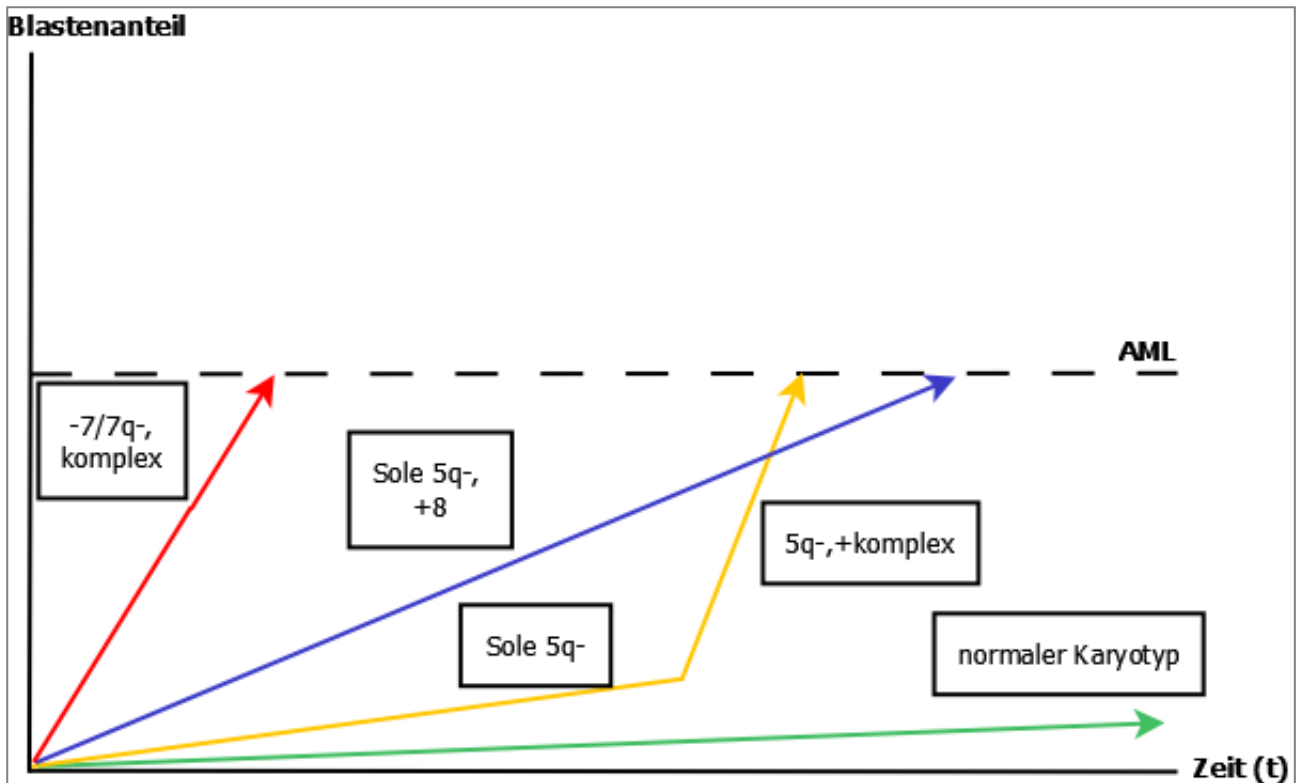 Blastenanteil
AML
-7/7q-,
komplex
Sole 5q-,
+8
5q-,+komplex
Sole 5q-
normaler Karyotyp
Zeit (t)